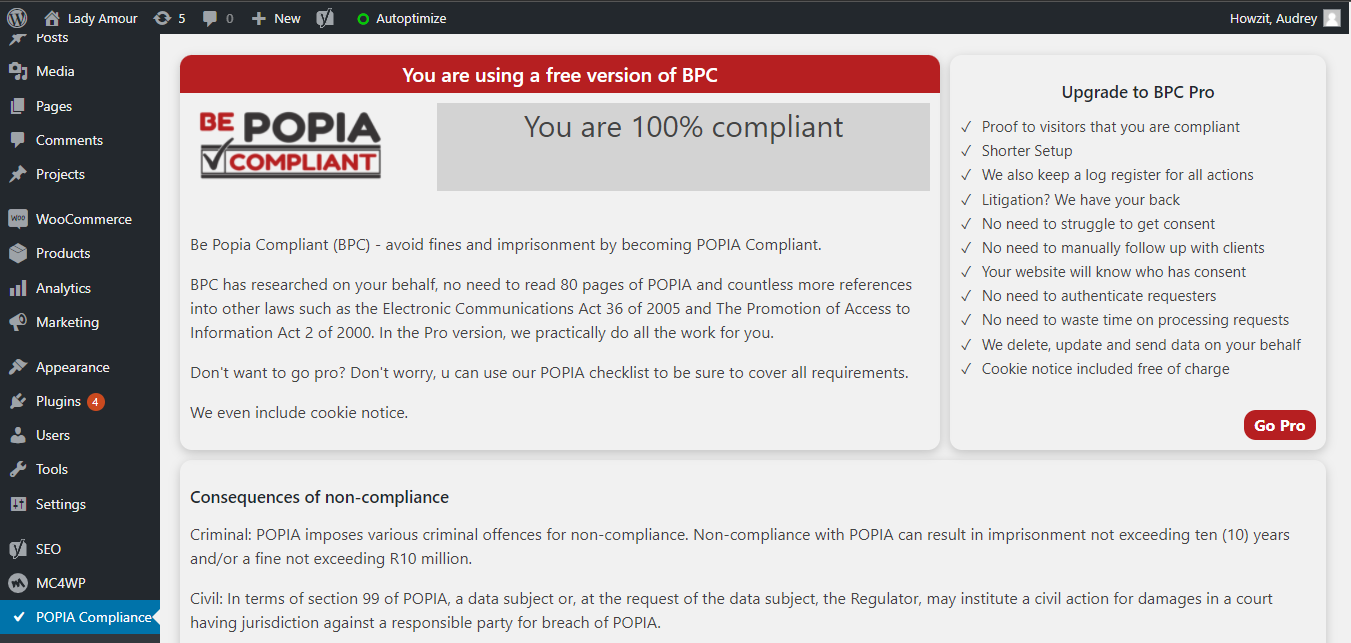 Lady Amour
5
0
New
Autoptimize
Howzit, Audrey
Posts
Media
Pages
Comments
Projects
WOO
WooCommerce
Products
Analytics
Marketing
Appearance
Plugins
4
Users
Tools
Settings
SEO
MC4WP
POPIA Compliance
You are using a free version of BPC
BE POPIA
COMPLIANT
You are 100% compliant
Be Popia Compliant (BPC) - avoid fines and imprisonment by becoming POPIA Compliant.
BPC has researched on your behalf, no need to read 80 pages of POPIA and countless more references
into other laws such as the Electronic Communications Act 36 of 2005 and The Promotion of Access to
Information Act 2 of 2000. In the Pro version, we practically do all the work for you.
Don't want to go pro? Don't worry, u can use our POPIA checklist to be sure to cover all requirements.
We even include cookie notice.
Upgrade to BPC Pro
✓ Proof to visitors that you are compliant
✓ Shorter Setup
✓ We also keep a log register for all actions
✓ Litigation? We have your back
✓ No need to struggle to get consent
✓ No need to manually follow up with clients
✓ Your website will know who has consent
✓ No need to authenticate requesters
✓ No need to waste time on processing requests
✓ We delete, update and send data on your behalf
✓ Cookie notice included free of charge
Go Pro
Consequences of non-compliance
Criminal: POPIA imposes various criminal offences for non-compliance. Non-compliance with POPIA can result in imprisonment not exceeding ten (10) years
and/or a fine not exceeding R10 million.
Civil: In terms of section 99 of POPIA, a data subject or, at the request of the data subject, the Regulator, may institute a civil action for damages in a court
having jurisdiction against a responsible party for breach of POPIA.